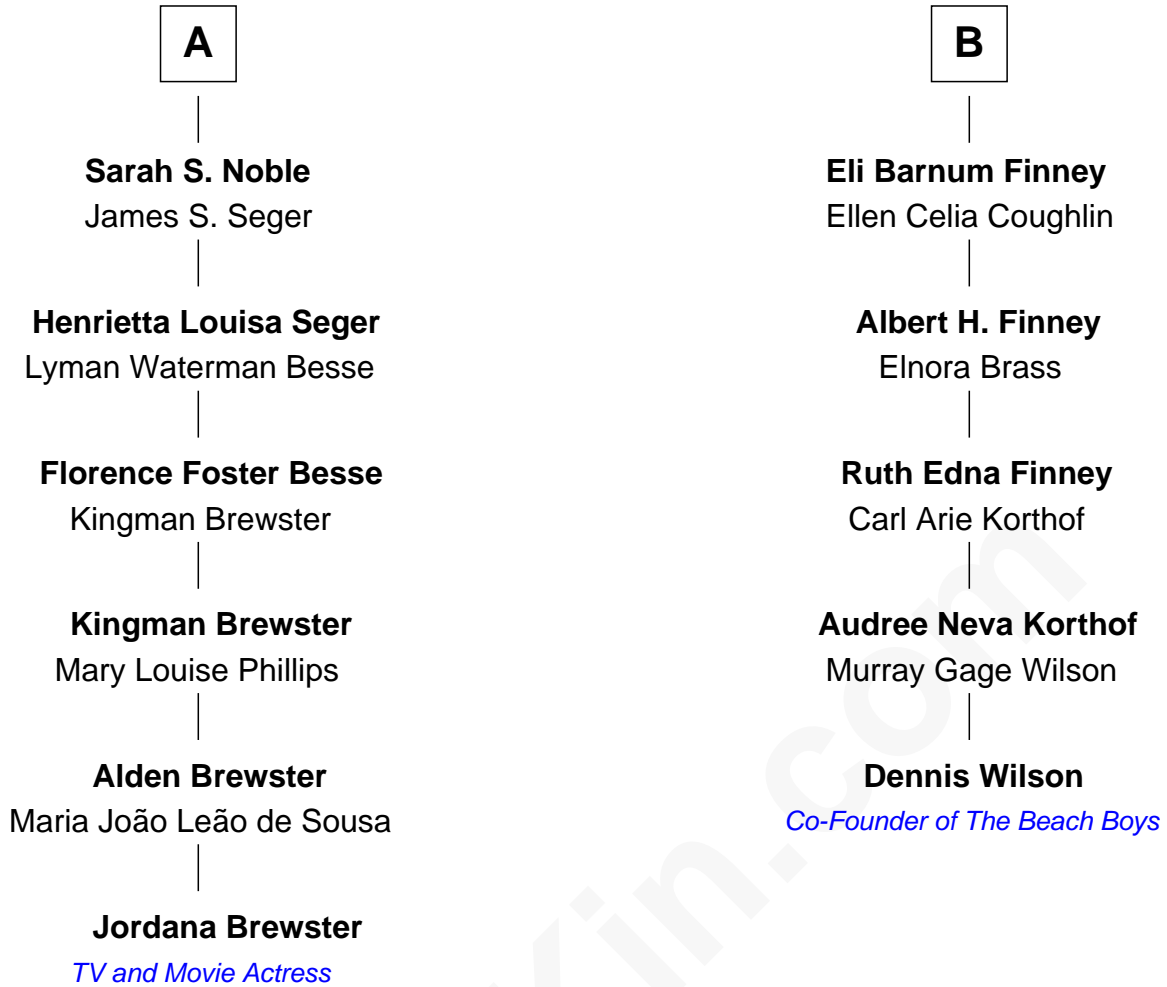 A
Sarah S. Noble
James S. Seger
Henrietta Louisa Seger
Lyman Waterman Besse
Florence Foster Besse
Kingman Brewster
Kingman Brewster
Mary Louise Phillips
Alden Brewster
Maria João Leão de Sousa
Jordana Brewster
TV and Movie Actress
B
Eli Barnum Finney
Ellen Celia Coughlin
Albert H. Finney
Elnora Brass
Ruth Edna Finney
Carl Arie Korthof
Audree Neva Korthof
Murray Gage Wilson
Dennis Wilson
Co-Founder of The Beach Boys
Kin.com